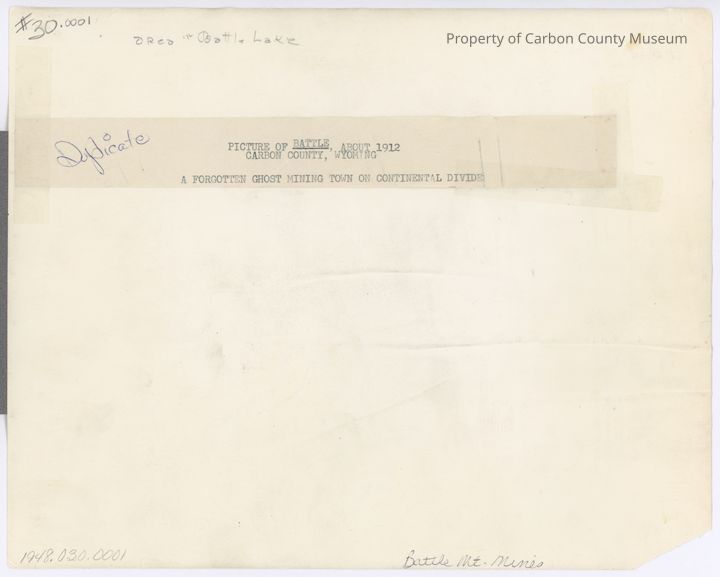 #30.0001
Area in Battle Lake
Property of Carbon County Museum
Duplicate
PICTURE OF BATTLE, ABOUT 1912
CARBON COUNTY, WYOMING
A FORGOTTEN GHOST MINING TOWN ON CONTINENTAL DIVIDE
1948.030.0001
Battle Mt. Mines